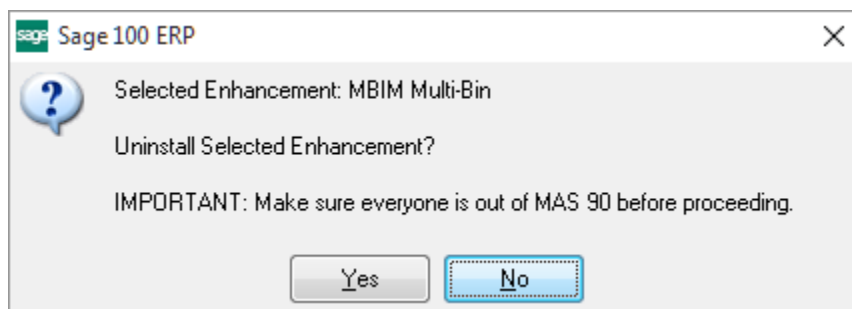 sage Sage 100 ERP
Selected Enhancement: MBIM Multi-Bin
Uninstall Selected Enhancement?
IMPORTANT: Make sure everyone is out of MAS 90 before proceeding.
Yes No